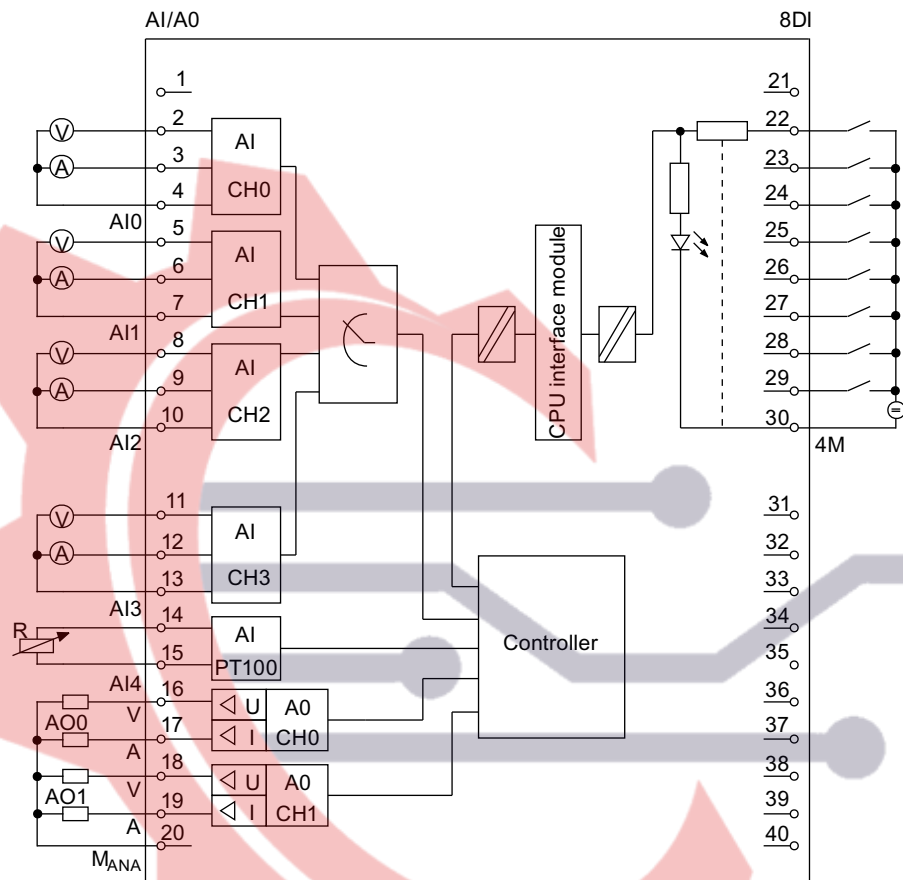 AI/A0
8DI
1
21
V
2
AI
22
A
3
23
CH0
4
24
AI0
V
5
AI
25
A
6
CH1
26
7
27
AI1
V
8
AI
28
A
9
CH2
29
10
30
AI2
4M
CPU interface module
=
V
11
AI
31
A
12
32
CH3
13
33
AI3
R
14
AI
34
Controller
15
PT100
35
AI4
16
U
A0
36
V
AO0
17
I
CH0
37
A
18
U
A0
38
V
AO1
19
I
CH1
39
A
20
40
MANA